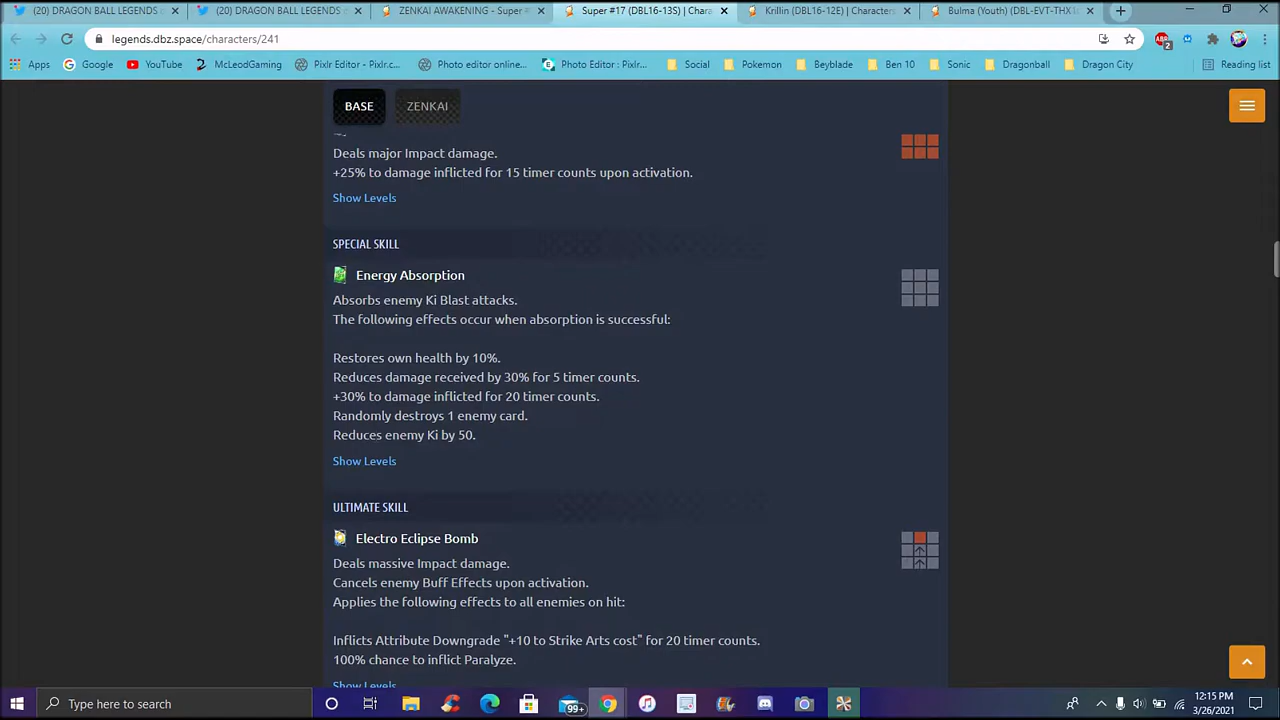 (20) DRAGON BALL LEGENDS
(20) DRAGON BALL LEGENDS
ZENKAI AWAKENING - Super #
Super #17 (DBL16-13S) | Chara
Krillin (DBL16-12E) | Characters
Bulma (Youth) (DBL-EVT-THX
legends.dbz.space/characters/241
2
Apps
Google
YouTube
McLeodGaming
Pixlr Editor - Pixlr.c...
Photo editor online...
Photo Editor : Pixlr...
Social
Pokemon
Beyblade
Ben 10
Sonic
Dragonball
Dragon City
Reading list
BASE
ZENKAI
Deals major Impact damage.
+25% to damage inflicted for 15 timer counts upon activation.
Show Levels
SPECIAL SKILL
Energy Absorption
Absorbs enemy Ki Blast attacks.
The following effects occur when absorption is successful:
Restores own health by 10%.
Reduces damage received by 30% for 5 timer counts.
+30% to damage inflicted for 20 timer counts.
Randomly destroys 1 enemy card.
Reduces enemy Ki by 50.
Show Levels
ULTIMATE SKILL
Electro Eclipse Bomb
Deals massive Impact damage.
Cancels enemy Buff Effects upon activation.
Applies the following effects to all enemies on hit:
Inflicts Attribute Downgrade "+10 to Strike Arts cost" for 20 timer counts.
100% chance to inflict Paralyze.
Show Levels
Type here to search
99+
12:15 PM
3/26/2021